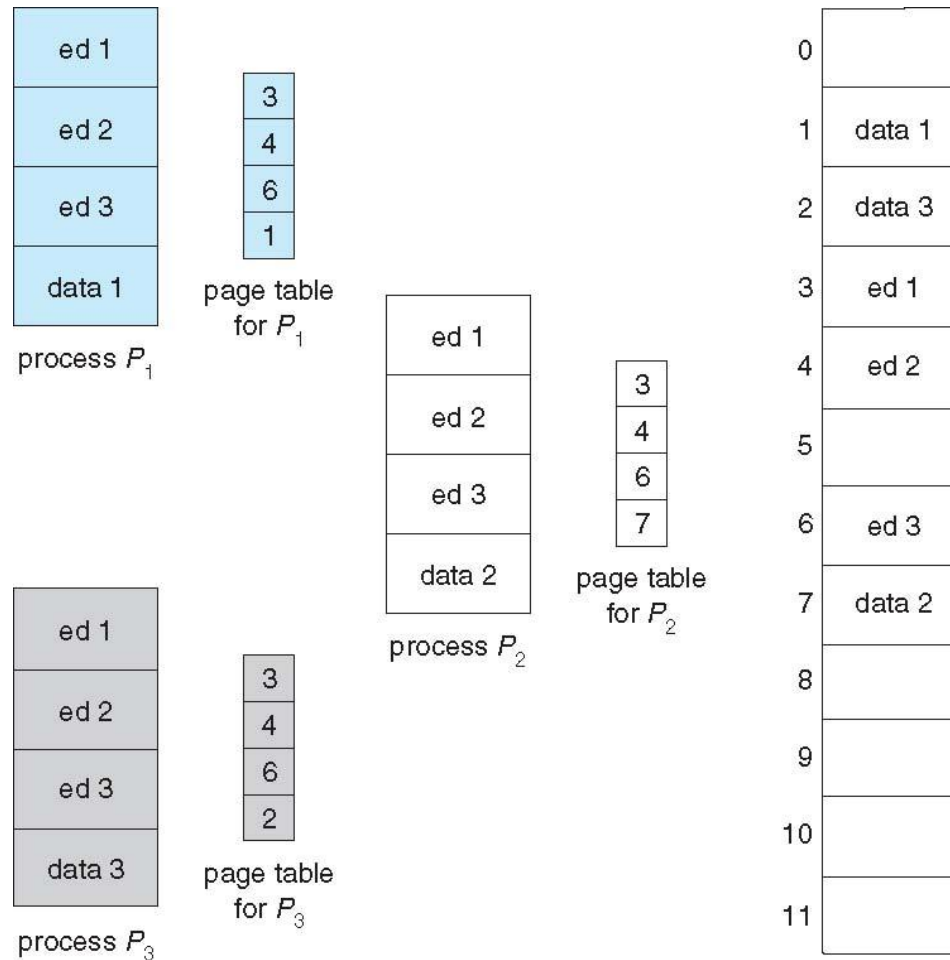 ed 1
ed 2
ed 3
data 1
process P1
3
4
6
1
page table
for P1
ed 1
ed 2
ed 3
data 2
process P2
3
4
6
7
page table
for P2
ed 1
ed 2
ed 3
data 3
process P3
3
4
6
2
page table
for P3
0
1 data 1
2 data 3
3 ed 1
4 ed 2
5
6 ed 3
7 data 2
8
9
10
11